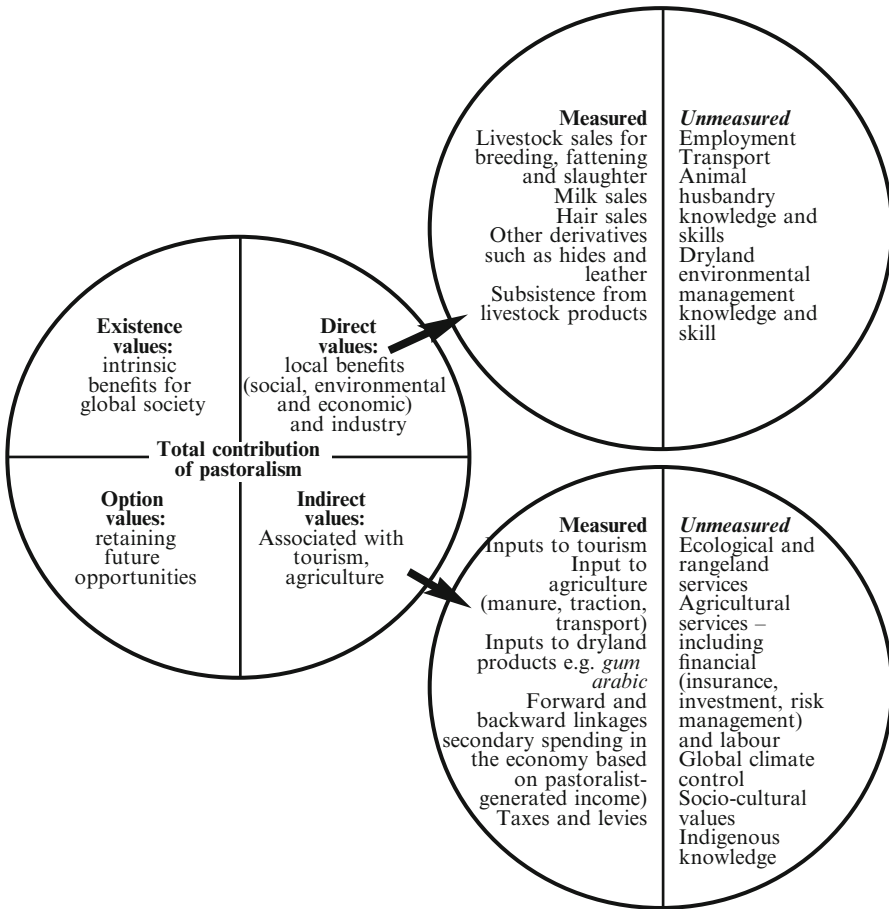 Measured
Livestock sales for
breeding, fattening
and slaughter
Milk sales
Hair sales
Other derivatives
such as hides and
leather
Subsistence from
livestock products
Unmeasured
Employment
Transport
Animal
husbandry
knowledge and
skills
Dryland
environmental
management
knowledge and
skill
Existence
values:
intrinsic
benefits for
global society
Direct
values:
local benefits
(social, environmental
and economic)
and industry
Total contribution
of pastoralism
Option
values:
retaining
future
opportunities
Indirect
values:
Associated with
tourism,
agriculture
Measured
Inputs to tourism
Input to
agriculture
(manure, traction,
transport)
Inputs to dryland
products e.g. gum
arabic
Forward and
backward linkages
secondary spending in
the economy based
on pastoralist-
generated income)
Taxes and levies
Unmeasured
Ecological and
rangeland
services
Agricultural
services –
including
financial
(insurance,
investment, risk
management)
and labour
Global climate
control
Socio-cultural
values
Indigenous
knowledge